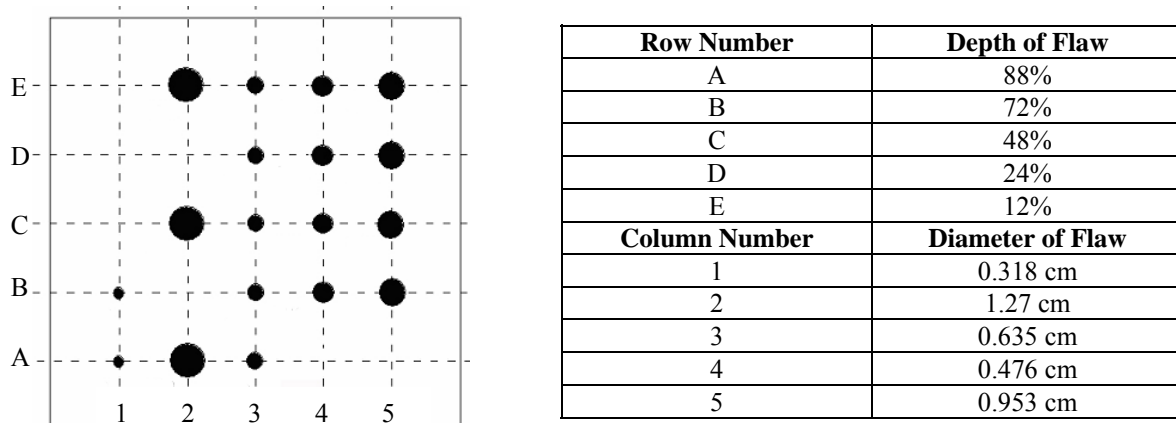 E
D
C
B
A
1 2 3 4 5
Row Number Depth of Flaw
A 88%
B 72%
C 48%
D 24%
E 12%
Column Number Diameter of Flaw
1 0.318 cm
2 1.27 cm
3 0.635 cm
4 0.476 cm
5 0.953 cm